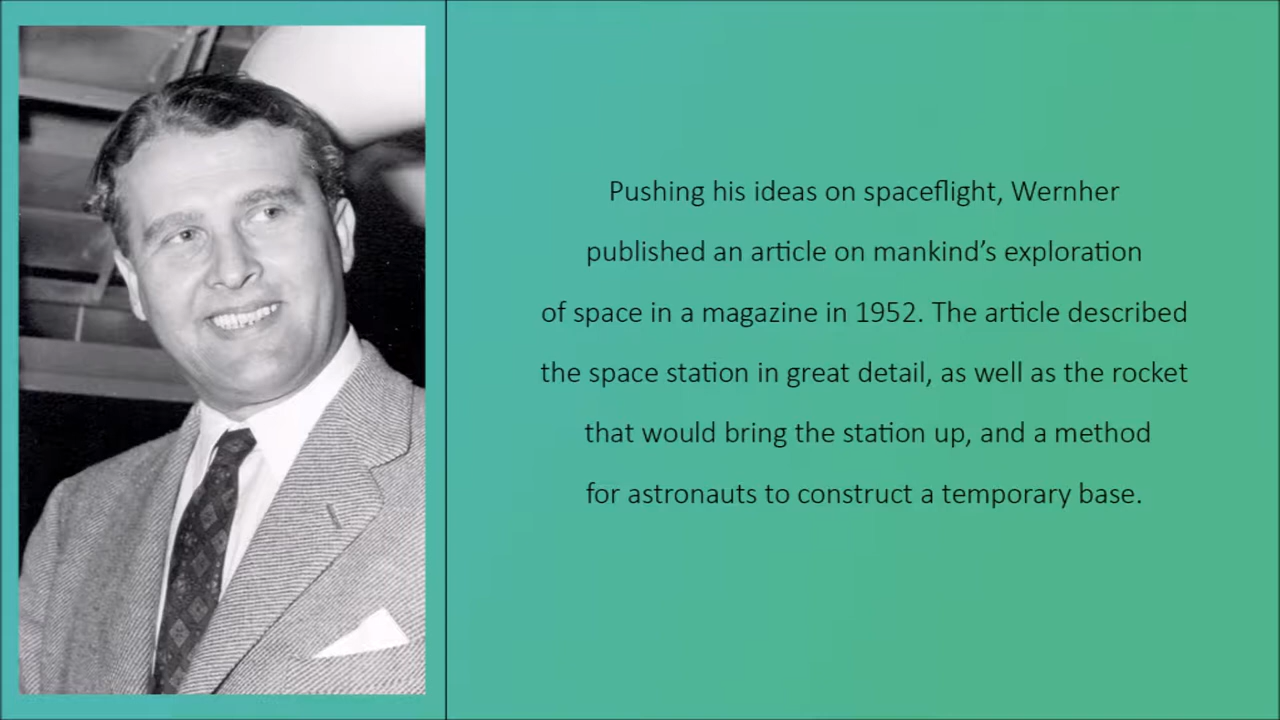 Pushing his ideas on spaceflight, Wernher
published an article on mankind’s exploration
of space in a magazine in 1952. The article described
the space station in great detail, as well as the rocket
that would bring the station up, and a method
for astronauts to construct a temporary base.